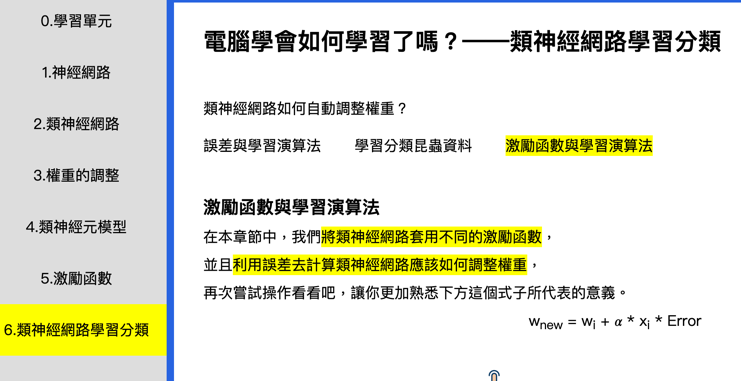 0.學習單元
1.神經網路
2.類神經網路
3.權重的調整
4.類神經元模型
5.激勵函數
6.類神經網路學習分類
電腦學會如何學習了嗎？——類神經網路學習分類
類神經網路如何自動調整權重？
誤差與學習演算法 學習分類昆蟲資料 激勵函數與學習演算法
激勵函數與學習演算法
在本章節中，我們將類神經網路套用不同的激勵函數，
並且利用誤差去計算類神經網路應該如何調整權重，
再次嘗試操作看看吧，讓你更加熟悉下方這個式子所代表的意義。
wnew = wi + α * xi * Error